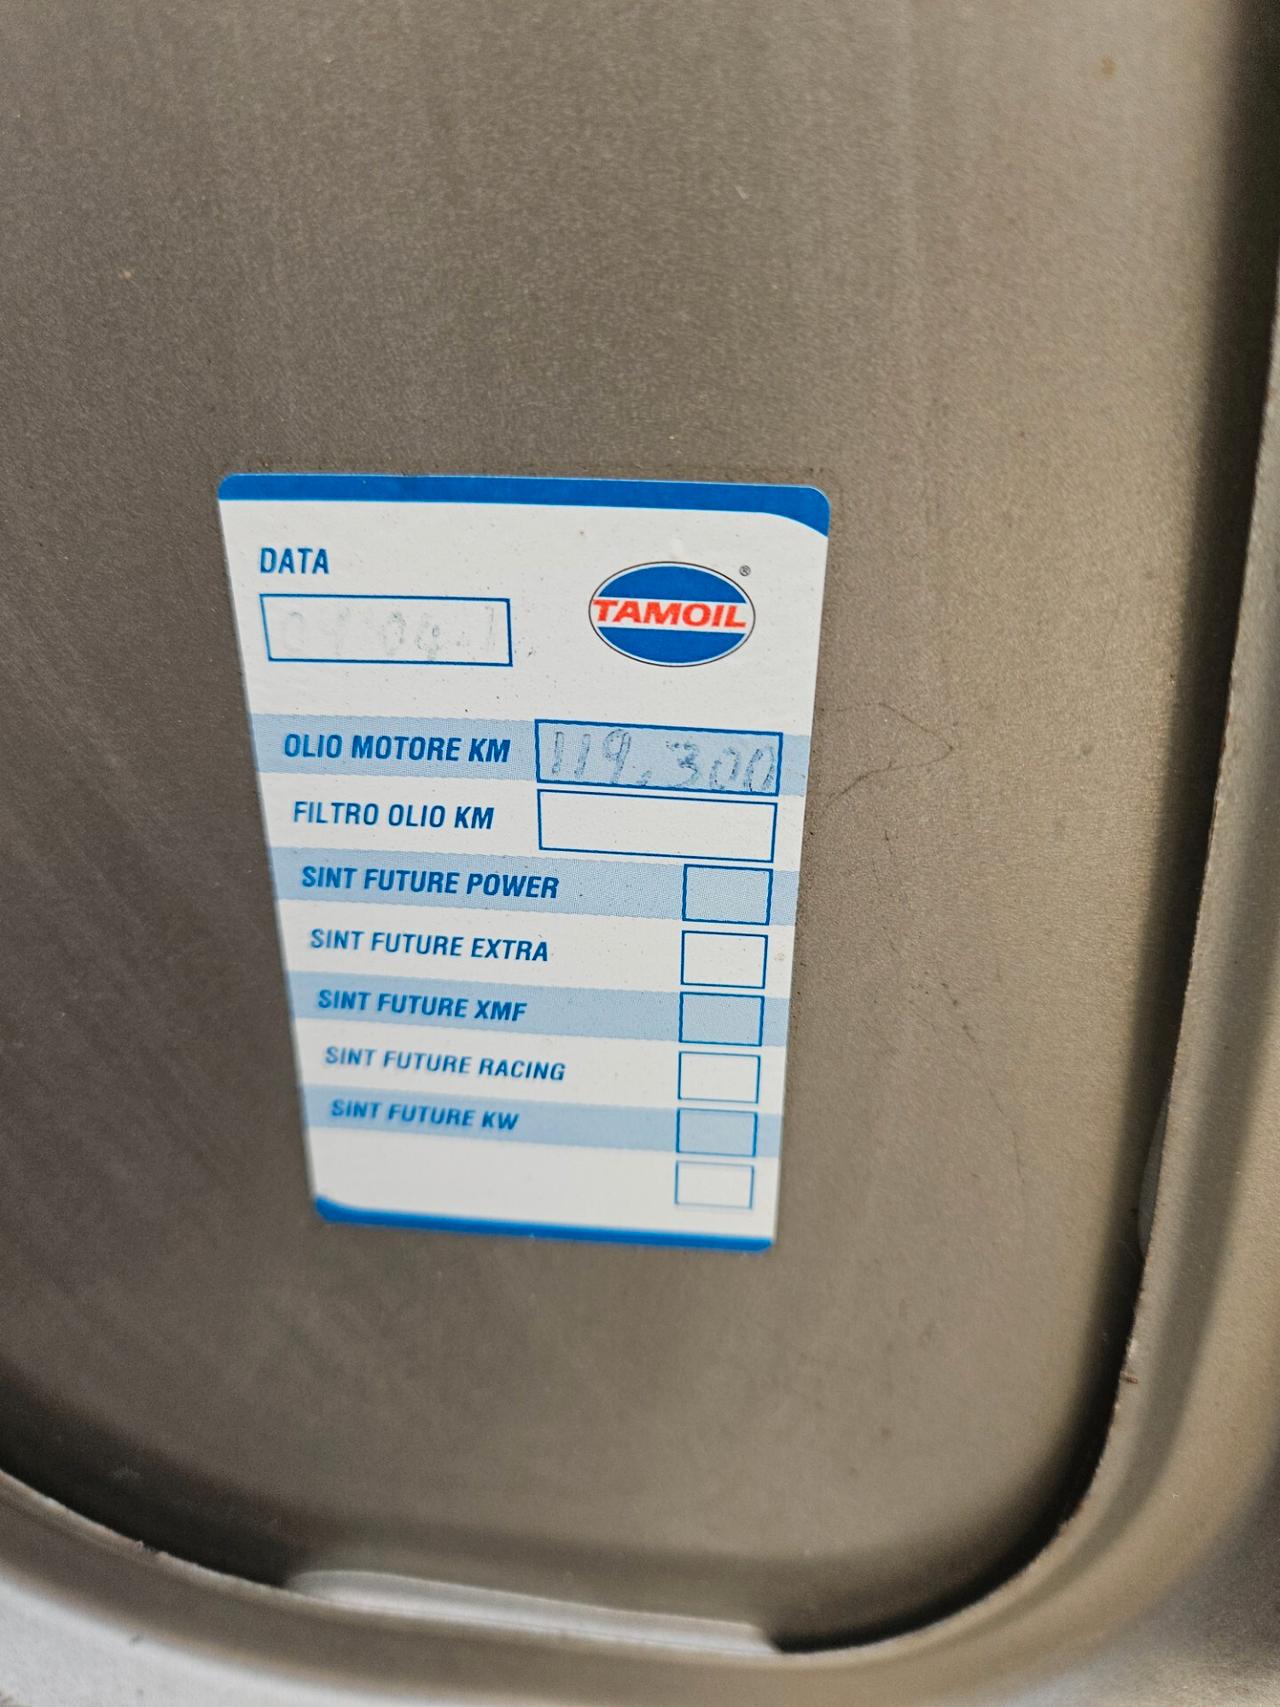 DATA
TAMOIL®
OLIO MOTORE KM 119.300
FILTRO OLIO KM
SINT FUTURE POWER
SINT FUTURE EXTRA
SINT FUTURE XMF
SINT FUTURE RACING
SINT FUTURE KW